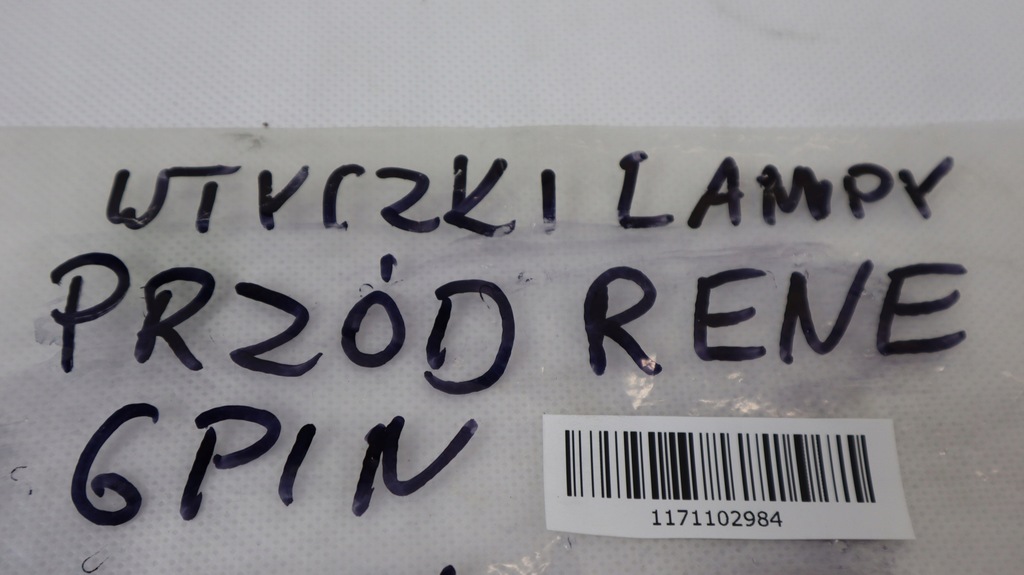 WTYCZKI LAMPY
PRZÓD RENE
6PIN
1171102984